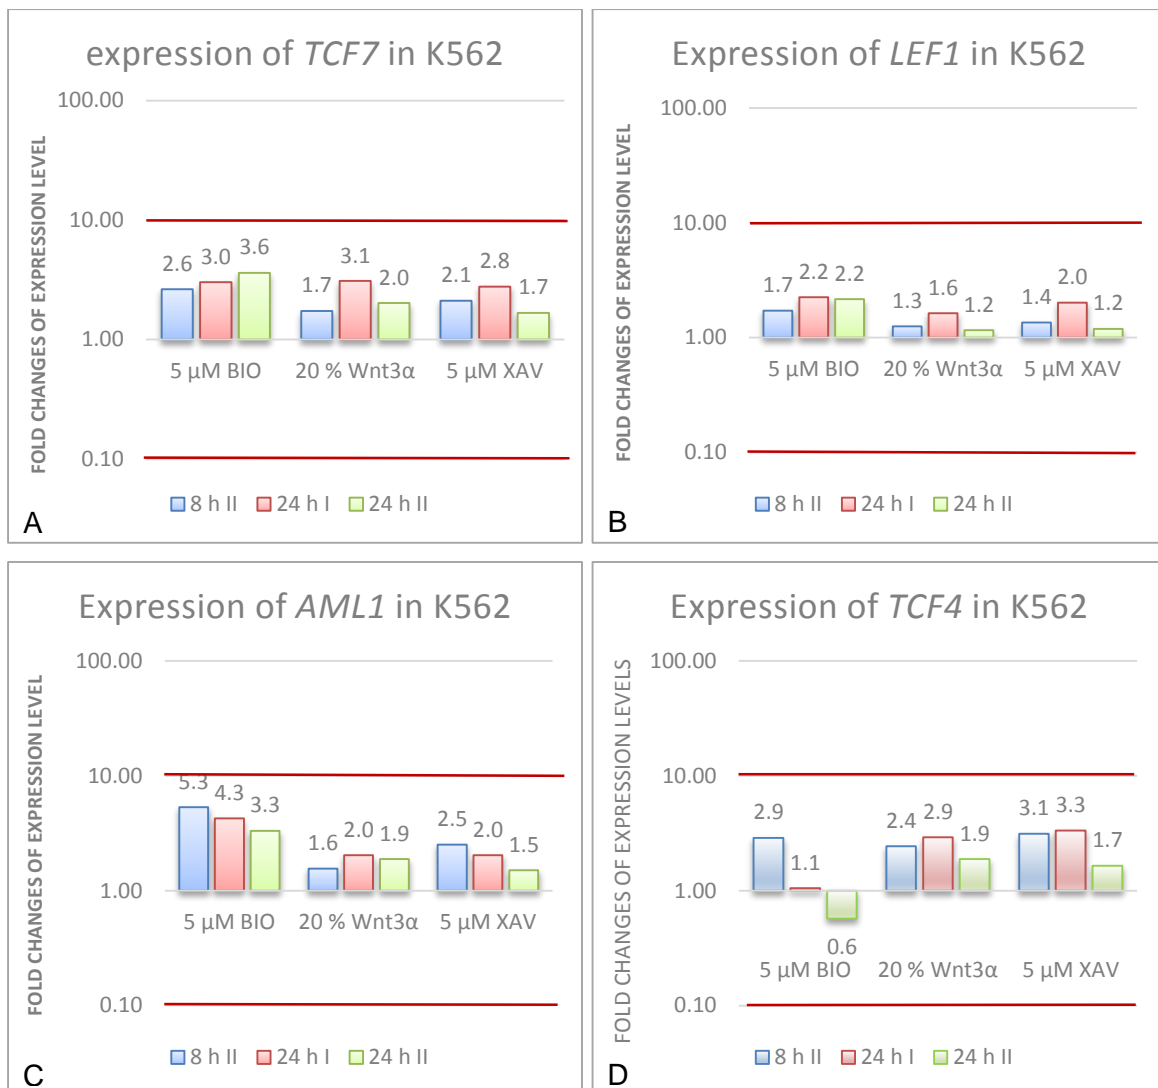 expression of TCF7 in K562
FOLD CHANGES OF EXPRESSION LEVEL
100.00
10.00
1.00
0.10
2.6 3.0 3.6 1.7 3.1 2.0 2.1 2.8 1.7
5 μM BIO 20 % Wnt3α 5 μM XAV
8 h II 24 h I 24 h II
A
Expression of LEF1 in K562
FOLD CHANGES OF EXPRESSION LEVEL
100.00
10.00
1.00
0.10
1.7 2.2 2.2 1.3 1.6 1.2 1.4 2.0 1.2
5 μM BIO 20 % Wnt3α 5 μM XAV
8 h II 24 h I 24 h II
B
Expression of AML1 in K562
FOLD CHANGES OF EXPRESSION LEVEL
100.00
10.00
1.00
0.10
5.3 4.3 3.3 1.6 2.0 1.9 2.5 2.0 1.5
5 μM BIO 20 % Wnt3α 5 μM XAV
8 h II 24 h I 24 h II
C
Expression of TCF4 in K562
FOLD CHANGES OF EXPRESSION LEVELS
100.00
10.00
1.00
0.10
2.9 1.1 0.6 2.4 2.9 1.9 3.1 3.3 1.7
5 μM BIO 20 % Wnt3α 5 μM XAV
8 h II 24 h I 24 h II
D